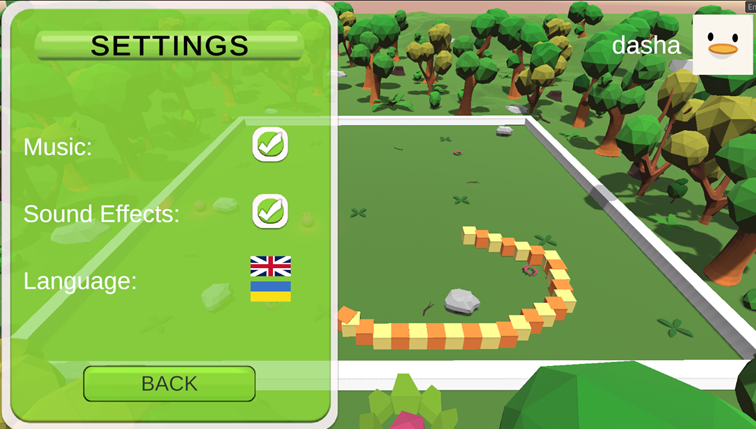 SETTINGS
dasha
Music:
Sound Effects:
Language:
BACK